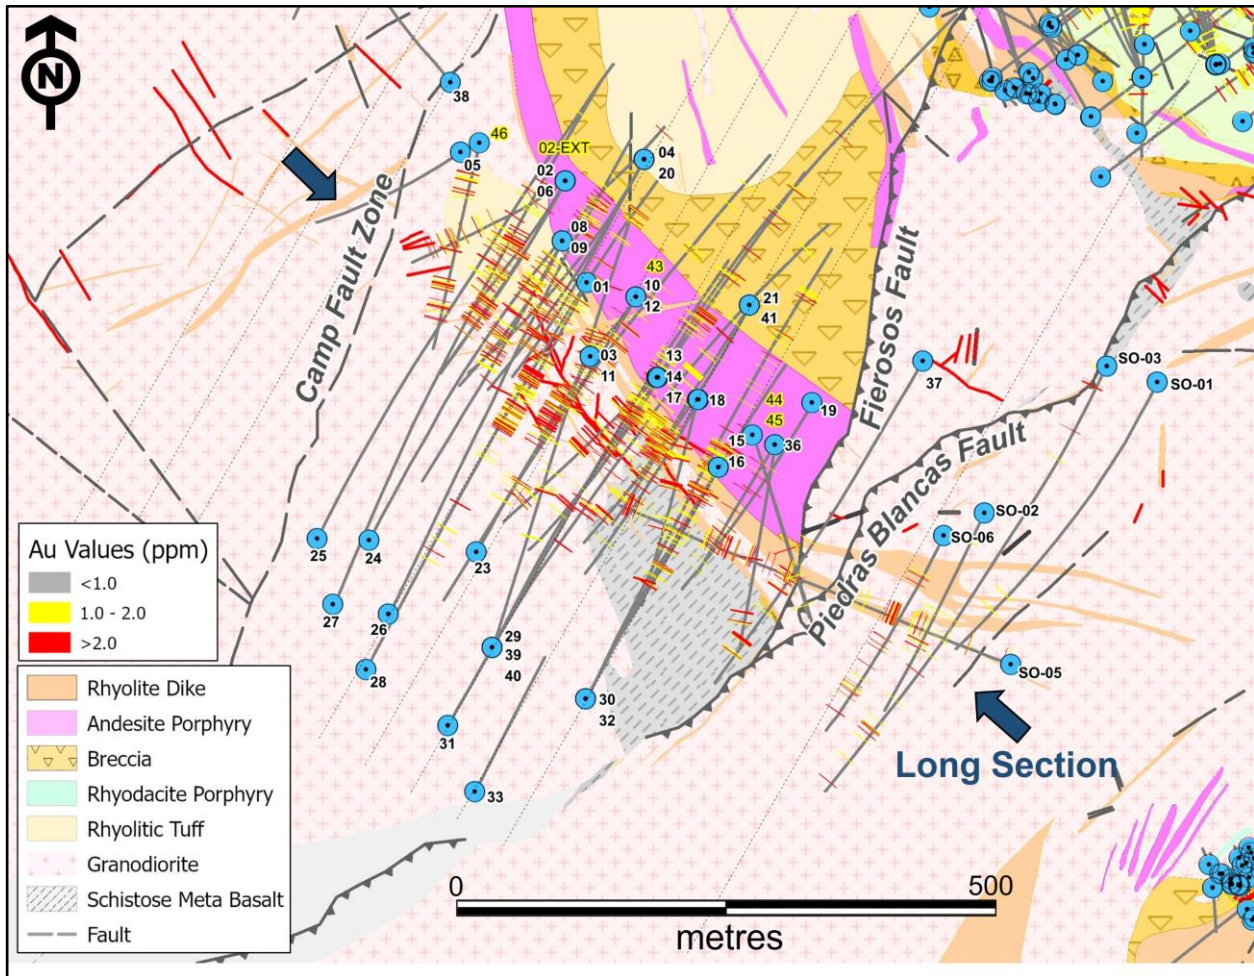 N
38
46
05
02-EXT
02
06
04
20
08
09
01
43
10
12
21
41
03
11
13
14
17
18
44
45
19
15
36
16
37
SO-03
SO-01
SO-02
SO-06
SO-05
25
24
23
27
26
28
29
39
40
30
32
31
33
Camp Fault Zone
Fierosos Fault
Piedras Blancas Fault
Long Section
Au Values (ppm)
<1.0
1.0 - 2.0
>2.0
Rhyolite Dike
Andesite Porphyry
Breccia
Rhyodacite Porphyry
Rhyolitic Tuff
Granodiorite
Schistose Meta Basalt
Fault
0
500
metres